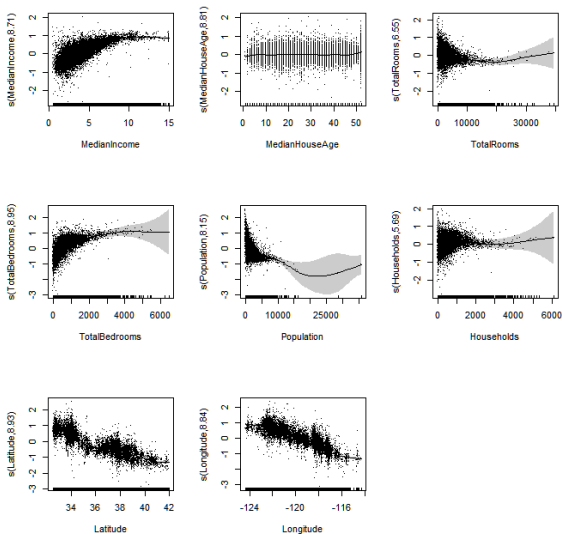 s(MedianIncome,8.71)
2
1
0
-1
-2
0 5 10 15
MedianIncome
s(MedianHouseAge,8.81)
2
1
0
-1
-2
0 10 20 30 40 50
MedianHouseAge
s(TotalRooms,6.55)
2
1
0
-2
0 10000 30000
TotalRooms
s(TotalBedrooms,8.95)
2
1
0
-1
-3
0 2000 4000 6000
TotalBedrooms
s(Population,8.15)
2
1
0
-1
-3
0 10000 25000
Population
s(Households,5.69)
2
1
0
-2
0 2000 4000 6000
Households
s(Latitude,8.93)
2
1
0
-1
-3
34 36 38 40 42
Latitude
s(Longitude,8.84)
2
1
0
-1
-3
-124 -120 -116
Longitude